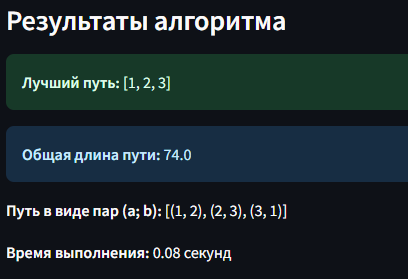 Результаты алгоритма
Лучший путь: [1, 2, 3]
Общая длина пути: 74.0
Путь в виде пар (a; b): [(1, 2), (2, 3), (3, 1)]
Время выполнения: 0.08 секунд